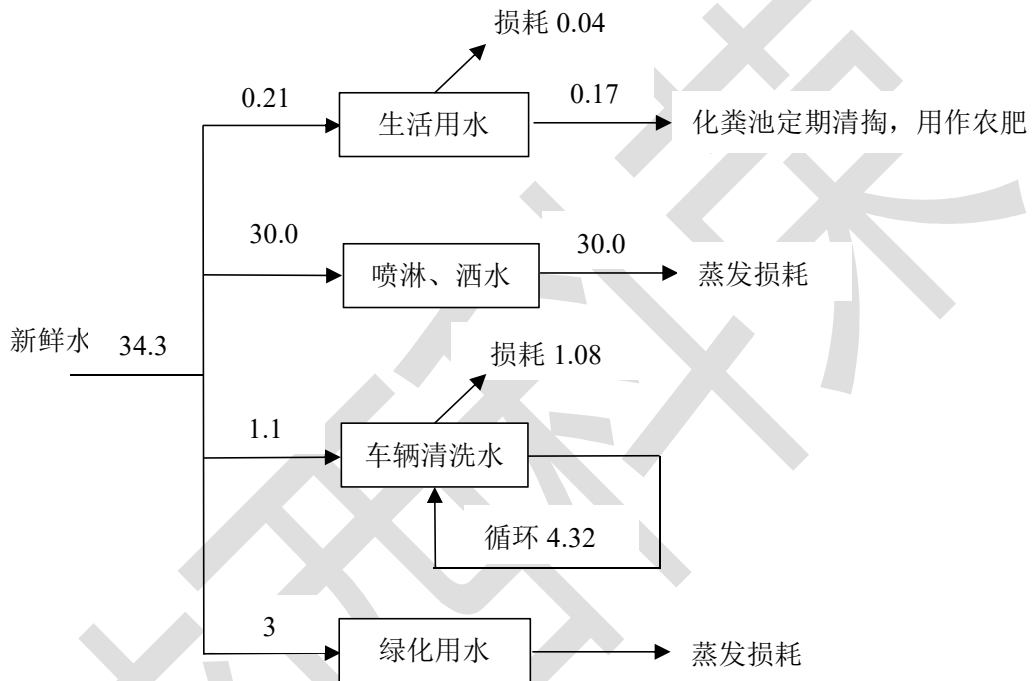 损耗 0.04
0.21
生活用水
0.17
化粪池定期清掏，用作农肥
30.0
喷淋、洒水
30.0
蒸发损耗
新鲜水
34.3
损耗 1.08
1.1
车辆清洗水
循环 4.32
3
绿化用水
蒸发损耗